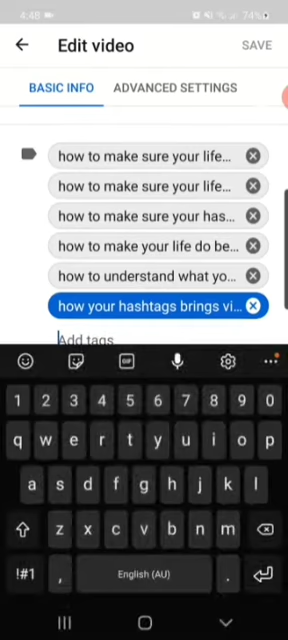 4:48
74%
Edit video
SAVE
BASIC INFO
ADVANCED SETTINGS
how to make sure your life...
how to make sure your life...
how to make sure your has...
how to make your life do be...
how to understand what yo...
how your hashtags brings vi...
Add tags
GIF
1 2 3 4 5 6 7 8 9 0
q w e r t y u i o p
a s d f g h j k l
z x c v b n m
!#1 , English (AU) .